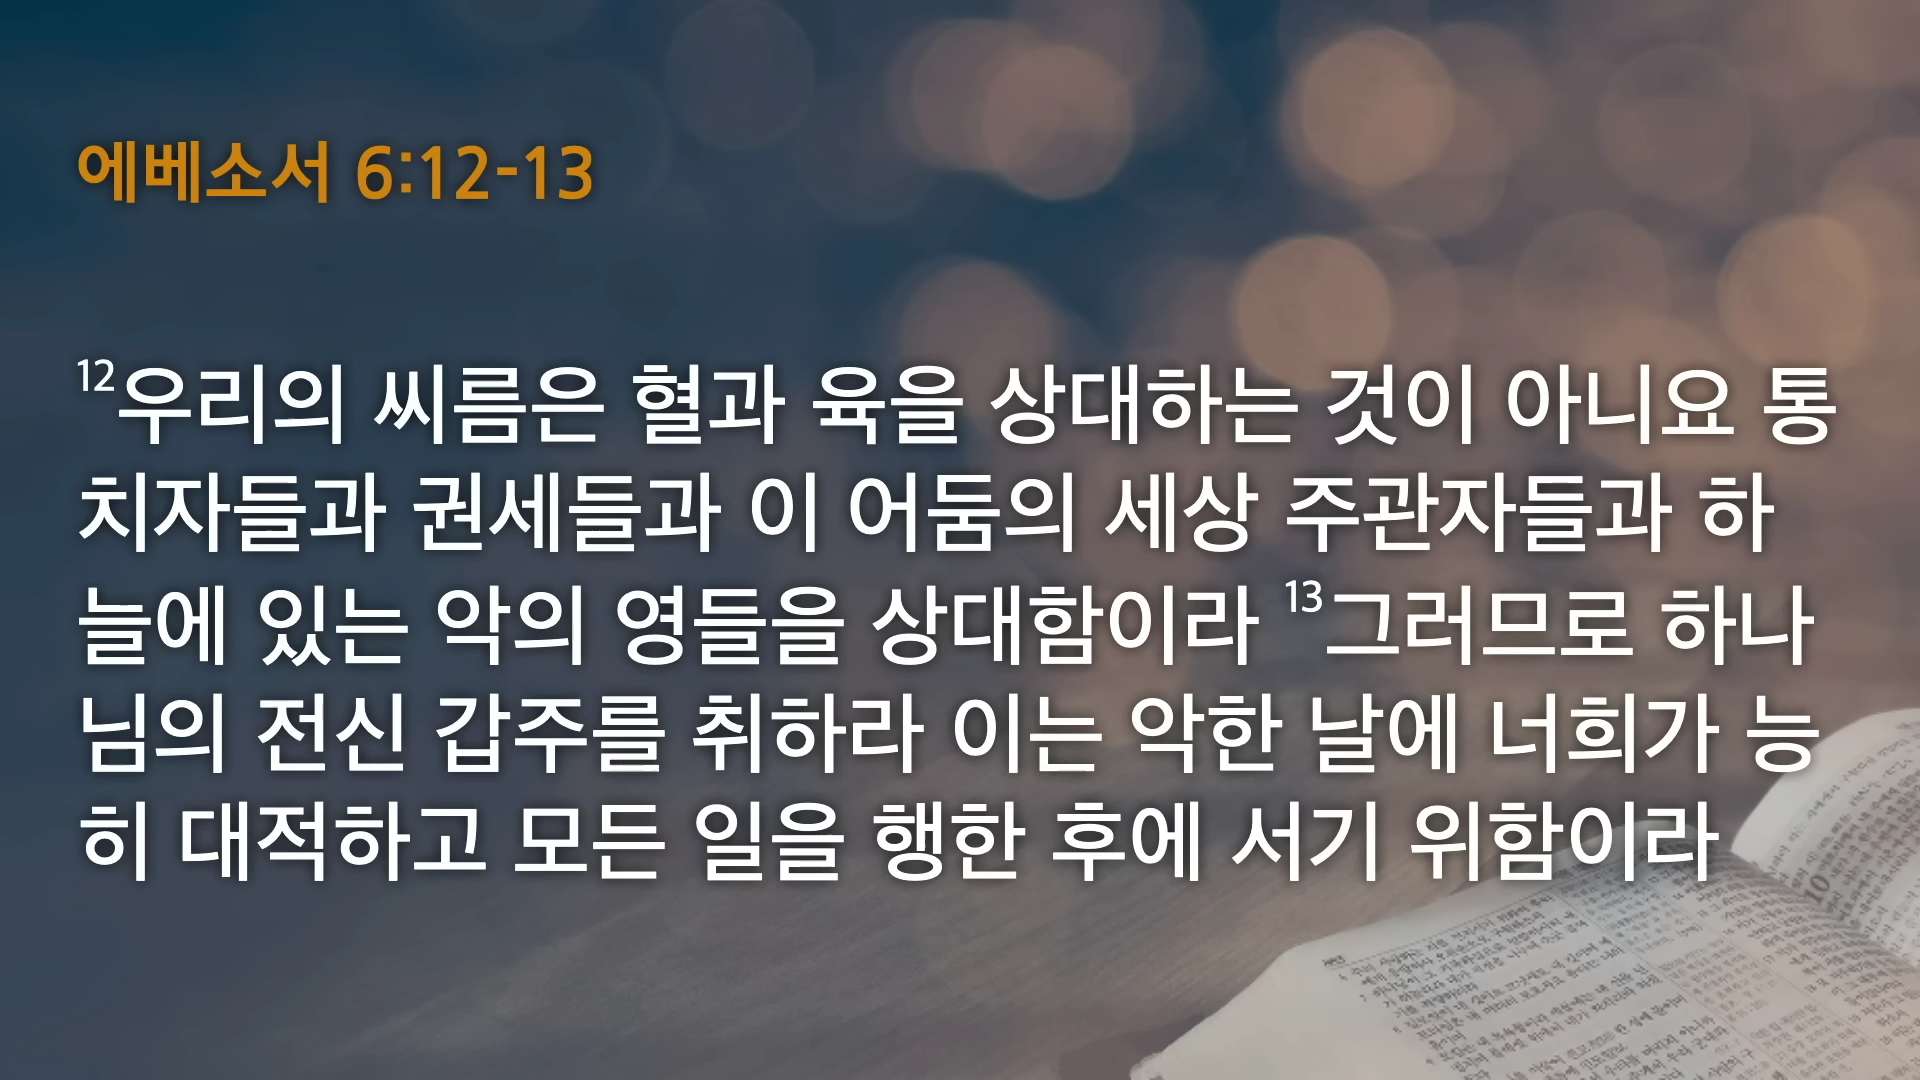 에베소서 6:12-13
12우리의 씨름은 혈과 육을 상대하는 것이 아니요 통
치자들과 권세들과 이 어둠의 세상 주관자들과 하
늘에 있는 악의 영들을 상대함이라 13그러므로 하나
님의 전신 갑주를 취하라 이는 악한 날에 너희가 능
히 대적하고 모든 일을 행한 후에 서기 위함이라
10